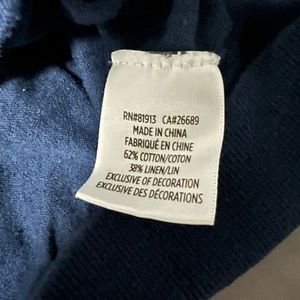 RN#81913 CA#26689
MADE IN CHINA
FABRIQUÉ EN CHINE
62% COTTON/COTON
38% LINEN/LIN
EXCLUSIVE OF DECORATION
EXCLUSIVE DES DÉCORATIONS